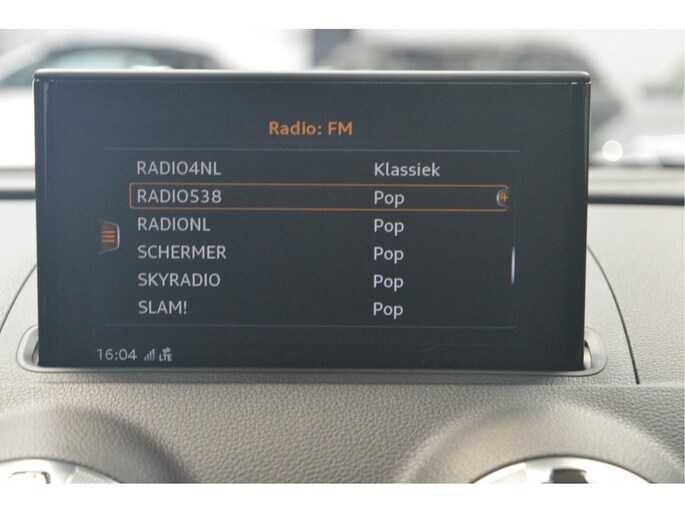 Radio: FM
RADIO4NL Klassiek
RADIO538 Pop
RADIONL Pop
SCHERMER Pop
SKYRADIO Pop
SLAM! Pop
16:04 LTE